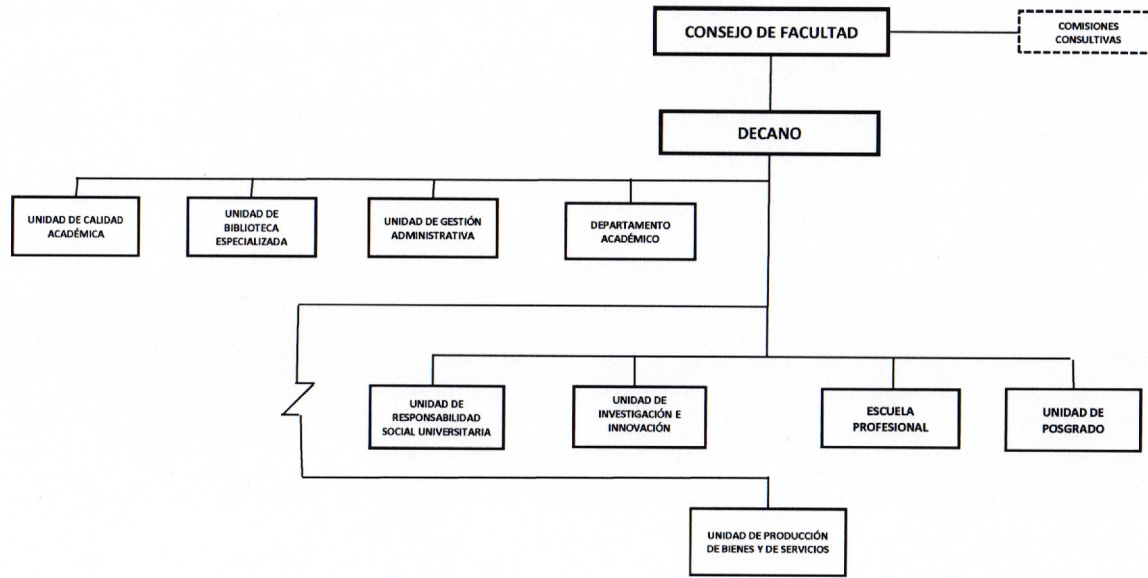 CONSEJO DE FACULTAD
COMISIONES
CONSULTIVAS
DECANO
UNIDAD DE CALIDAD
ACADÉMICA
UNIDAD DE
BIBLIOTECA
ESPECIALIZADA
UNIDAD DE GESTIÓN
ADMINISTRATIVA
DEPARTAMENTO
ACADÉMICO
UNIDAD DE
RESPONSABILIDAD
SOCIAL UNIVERSITARIA
UNIDAD DE
INVESTIGACIÓN E
INNOVACIÓN
ESCUELA
PROFESIONAL
UNIDAD DE
POSGRADO
UNIDAD DE PRODUCCIÓN
DE BIENES Y DE SERVICIOS